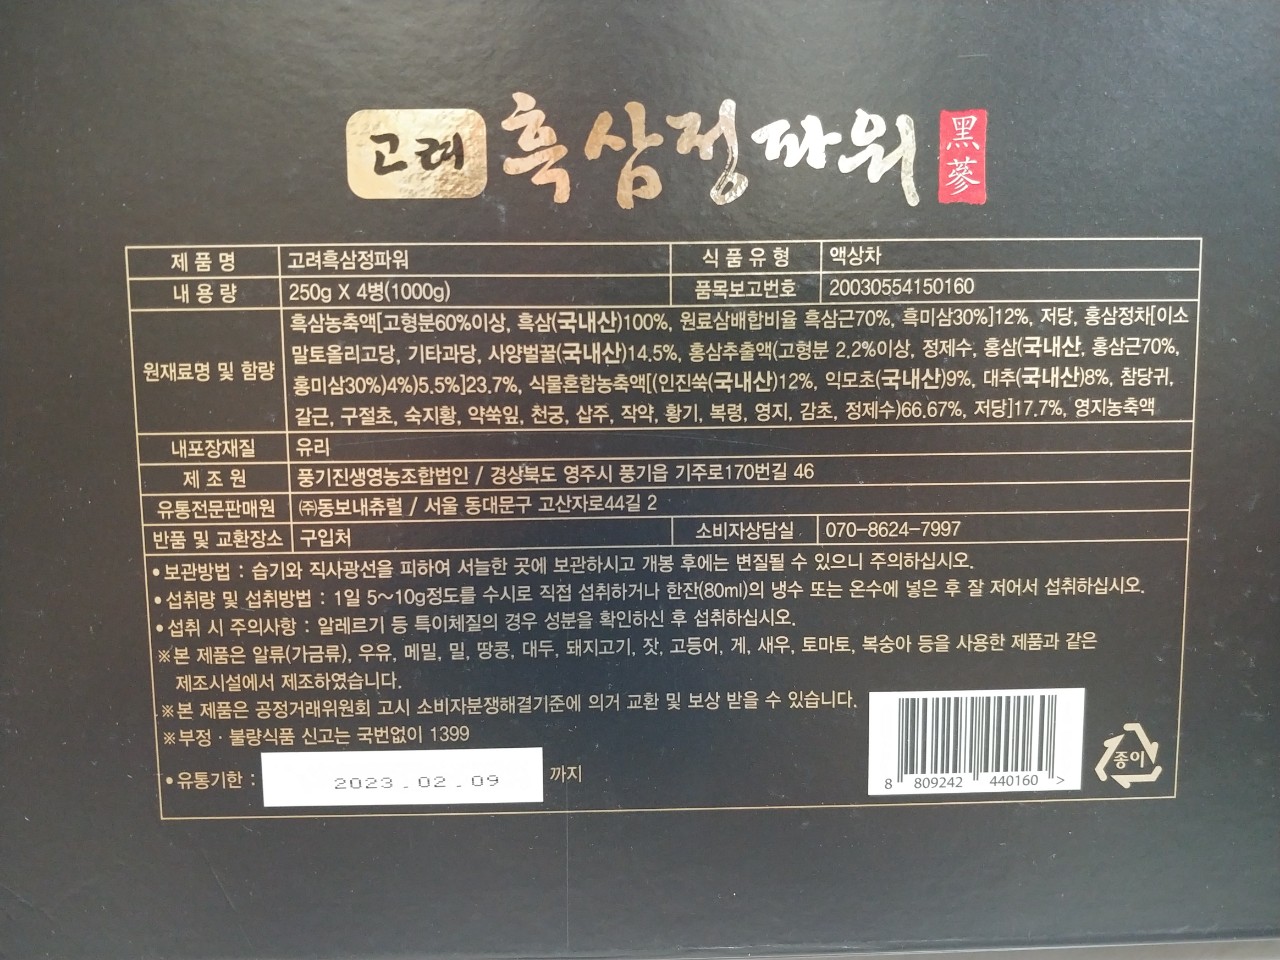 고려 흑삼정파워 黑蔘
제품명 고려흑삼정파워 식품유형 액상차
내용량 250g X 4병(1000g) 품목보고번호 20030554150160
원재료명 및 함량
흑삼농축액[고형분60%이상, 흑삼(국내산)100%, 원료삼배합비율 흑삼근70%, 흑미삼30%]12%, 저당, 홍삼정차[이소
말토올리고당, 기타과당, 사양벌꿀(국내산)14.5%, 홍삼추출액(고형분 2.2%이상, 정제수, 홍삼(국내산, 홍삼근70%,
홍미삼30%)4%)5.5%]23.7%, 식물혼합농축액[(인진쑥(국내산)12%, 익모초(국내산)9%, 대추(국내산)8%, 참당귀,
갈근, 구절초, 숙지황, 약쑥잎, 천궁, 삽주, 작약, 황기, 복령, 영지, 감초, 정제수)66.67%, 저당]17.7%, 영지농축액
내포장재질 유리
제조원 풍기진생영농조합법인 / 경상북도 영주시 풍기읍 기주로170번길 46
유통전문판매원 ㈜동보내츄럴 / 서울 동대문구 고산자로44길 2
반품 및 교환장소 구입처 소비자상담실 070-8624-7997
• 보관방법 : 습기와 직사광선을 피하여 서늘한 곳에 보관하시고 개봉 후에는 변질될 수 있으니 주의하십시오.
• 섭취량 및 섭취방법 : 1일 5~10g정도를 수시로 직접 섭취하거나 한잔(80ml)의 냉수 또는 온수에 넣은 후 잘 저어서 섭취하십시오.
• 섭취 시 주의사항 : 알레르기 등 특이체질의 경우 성분을 확인하신 후 섭취하십시오.
※본 제품은 알류(가금류), 우유, 메밀, 밀, 땅콩, 대두, 돼지고기, 잣, 고등어, 게, 새우, 토마토, 복숭아 등을 사용한 제품과 같은
제조시설에서 제조하였습니다.
※본 제품은 공정거래위원회 고시 소비자분쟁해결기준에 의거 교환 및 보상 받을 수 있습니다.
※부정·불량식품 신고는 국번없이 1399
• 유통기한 : 2023.02.09 까지
8 809242 440160 >
종이